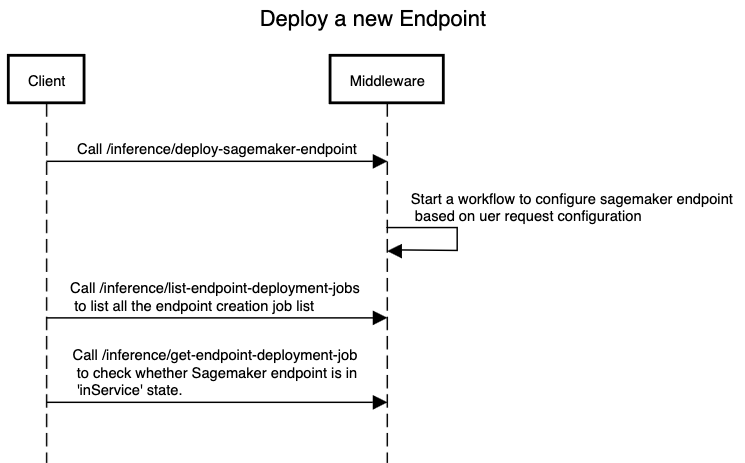 Deploy a new Endpoint
Client
Middleware
Call /inference/deploy-sagemaker-endpoint
Start a workflow to configure sagemaker endpoint
based on uer request configuration
Call /inference/list-endpoint-deployment-jobs
to list all the endpoint creation job list
Call /inference/get-endpoint-deployment-job
to check whether Sagemaker endpoint is in
'inService' state.